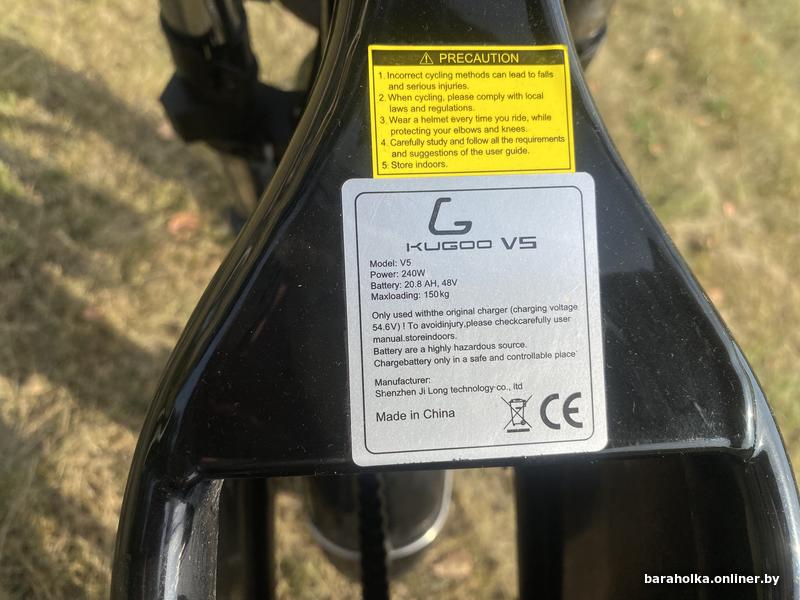 ⚠ PRECAUTION
1. Incorrect cycling methods can lead to falls
and serious injuries.
2. When cycling, please comply with local
laws and regulations.
3. Wear a helmet every time you ride, while
protecting your elbows and knees.
4. Carefully study and follow all the requirements
and suggestions of the user guide.
5. Store indoors.
G
KUGOO V5
Model: V5
Power: 240W
Battery: 20.8 AH, 48V
Maxloading: 150kg
Only used withthe original charger (charging voltage
54.6V) ! To avoidinjury,please checkcarefully user
manual.storeindoors.
Battery are a highly hazardous source.
Chargebattery only in a safe and controllable place
Manufacturer:
Shenzhen Ji Long technology co., ltd
Made in China
CE
baraholka.onliner.by